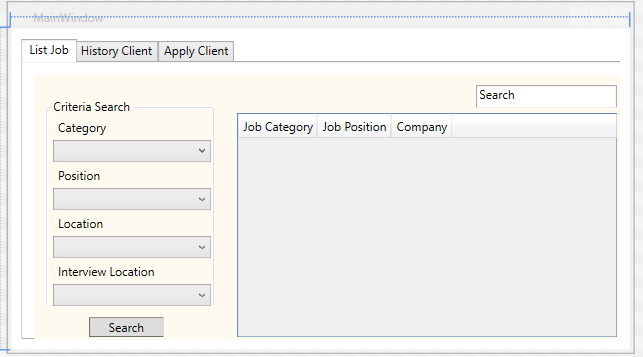 MainWindow
List Job History Client Apply Client
Search
Criteria Search
Category
Position
Location
Interview Location
Search
Job Category Job Position Company